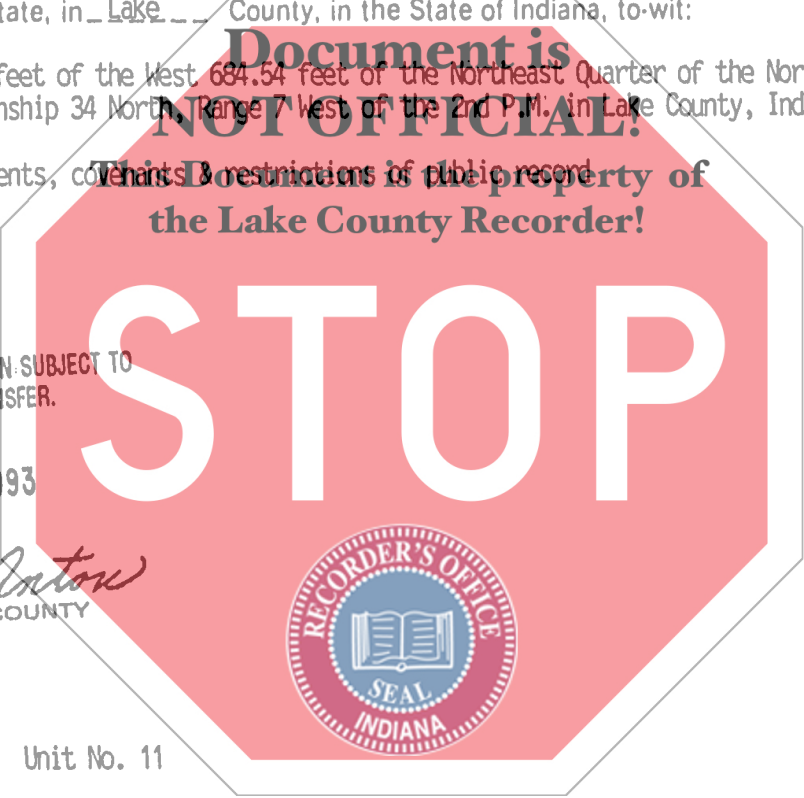 tate, in Lake County, in the State of Indiana, to-wit:
Document is
feet of the West 684.54 feet of the Northeast Quarter of the Nor
nship 34 North, Range 7 West of the 2nd P.M. in Lake County, Ind
NOT OFFICIAL!
ents, covenants & restrictions of public record
This Document is the property of
the Lake County Recorder!
STOP
N SUBJECT TO
NSFER.
93
Anton
COUNTY
RECORDER'S OFFICE
SEAL
INDIANA
Unit No. 11